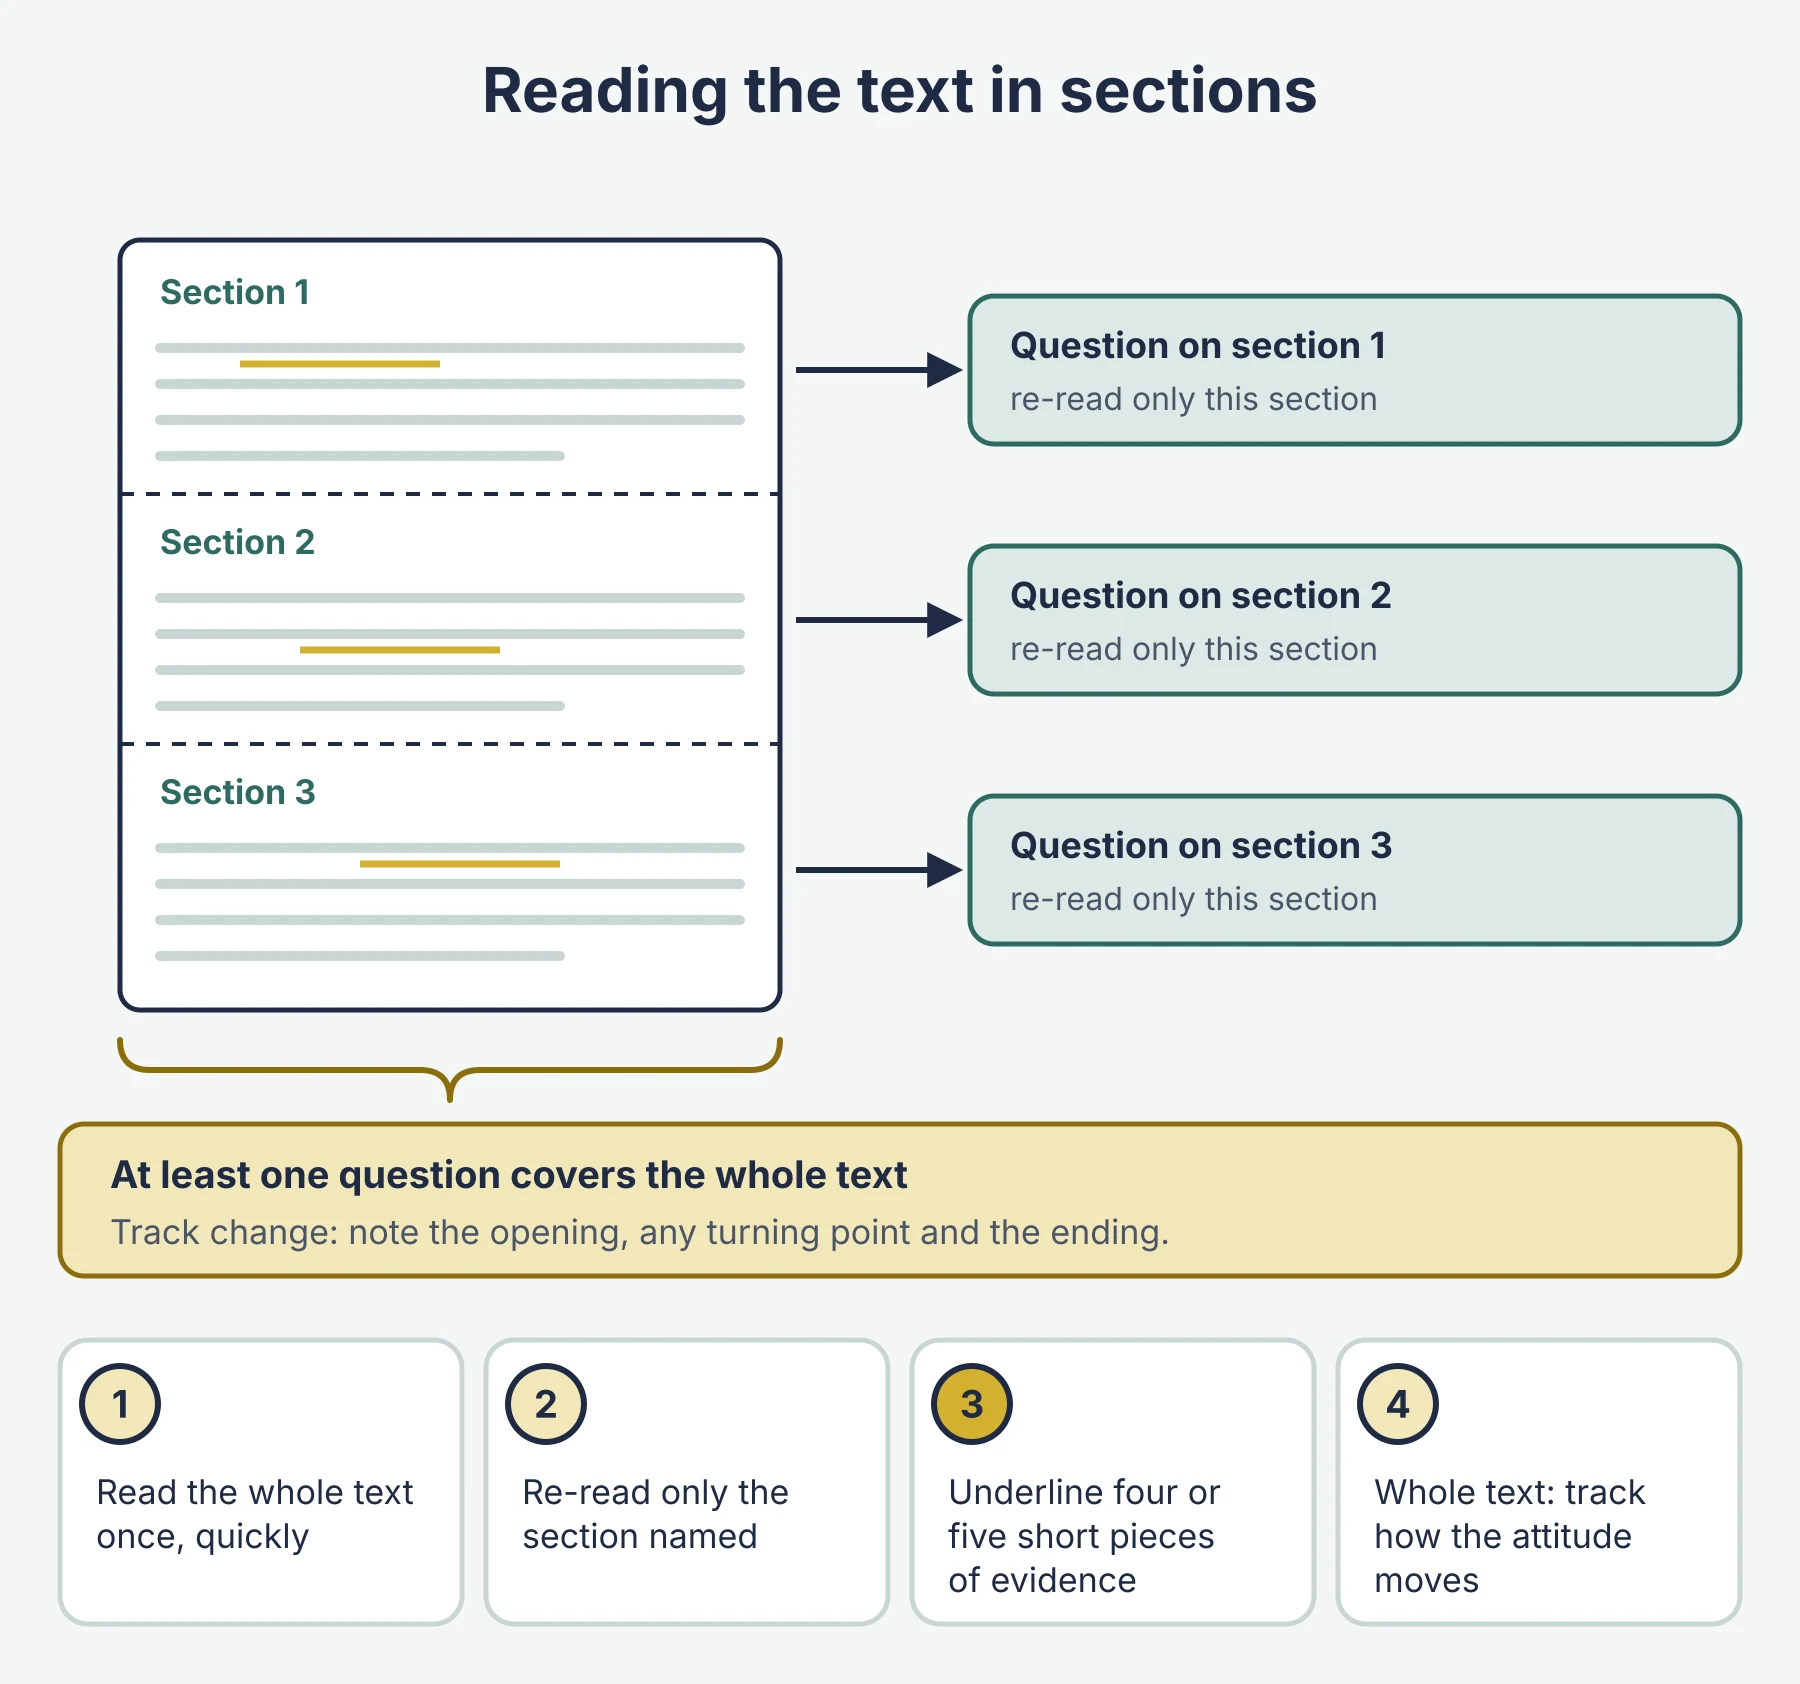 Reading the text in sections
Section 1
Question on section 1
re-read only this section
Section 2
Question on section 2
re-read only this section
Section 3
Question on section 3
re-read only this section
At least one question covers the whole text
Track change: note the opening, any turning point and the ending.
1
Read the whole text
once, quickly
2
Re-read only the
section named
3
Underline four or
five short pieces
of evidence
4
Whole text: track
how the attitude
moves